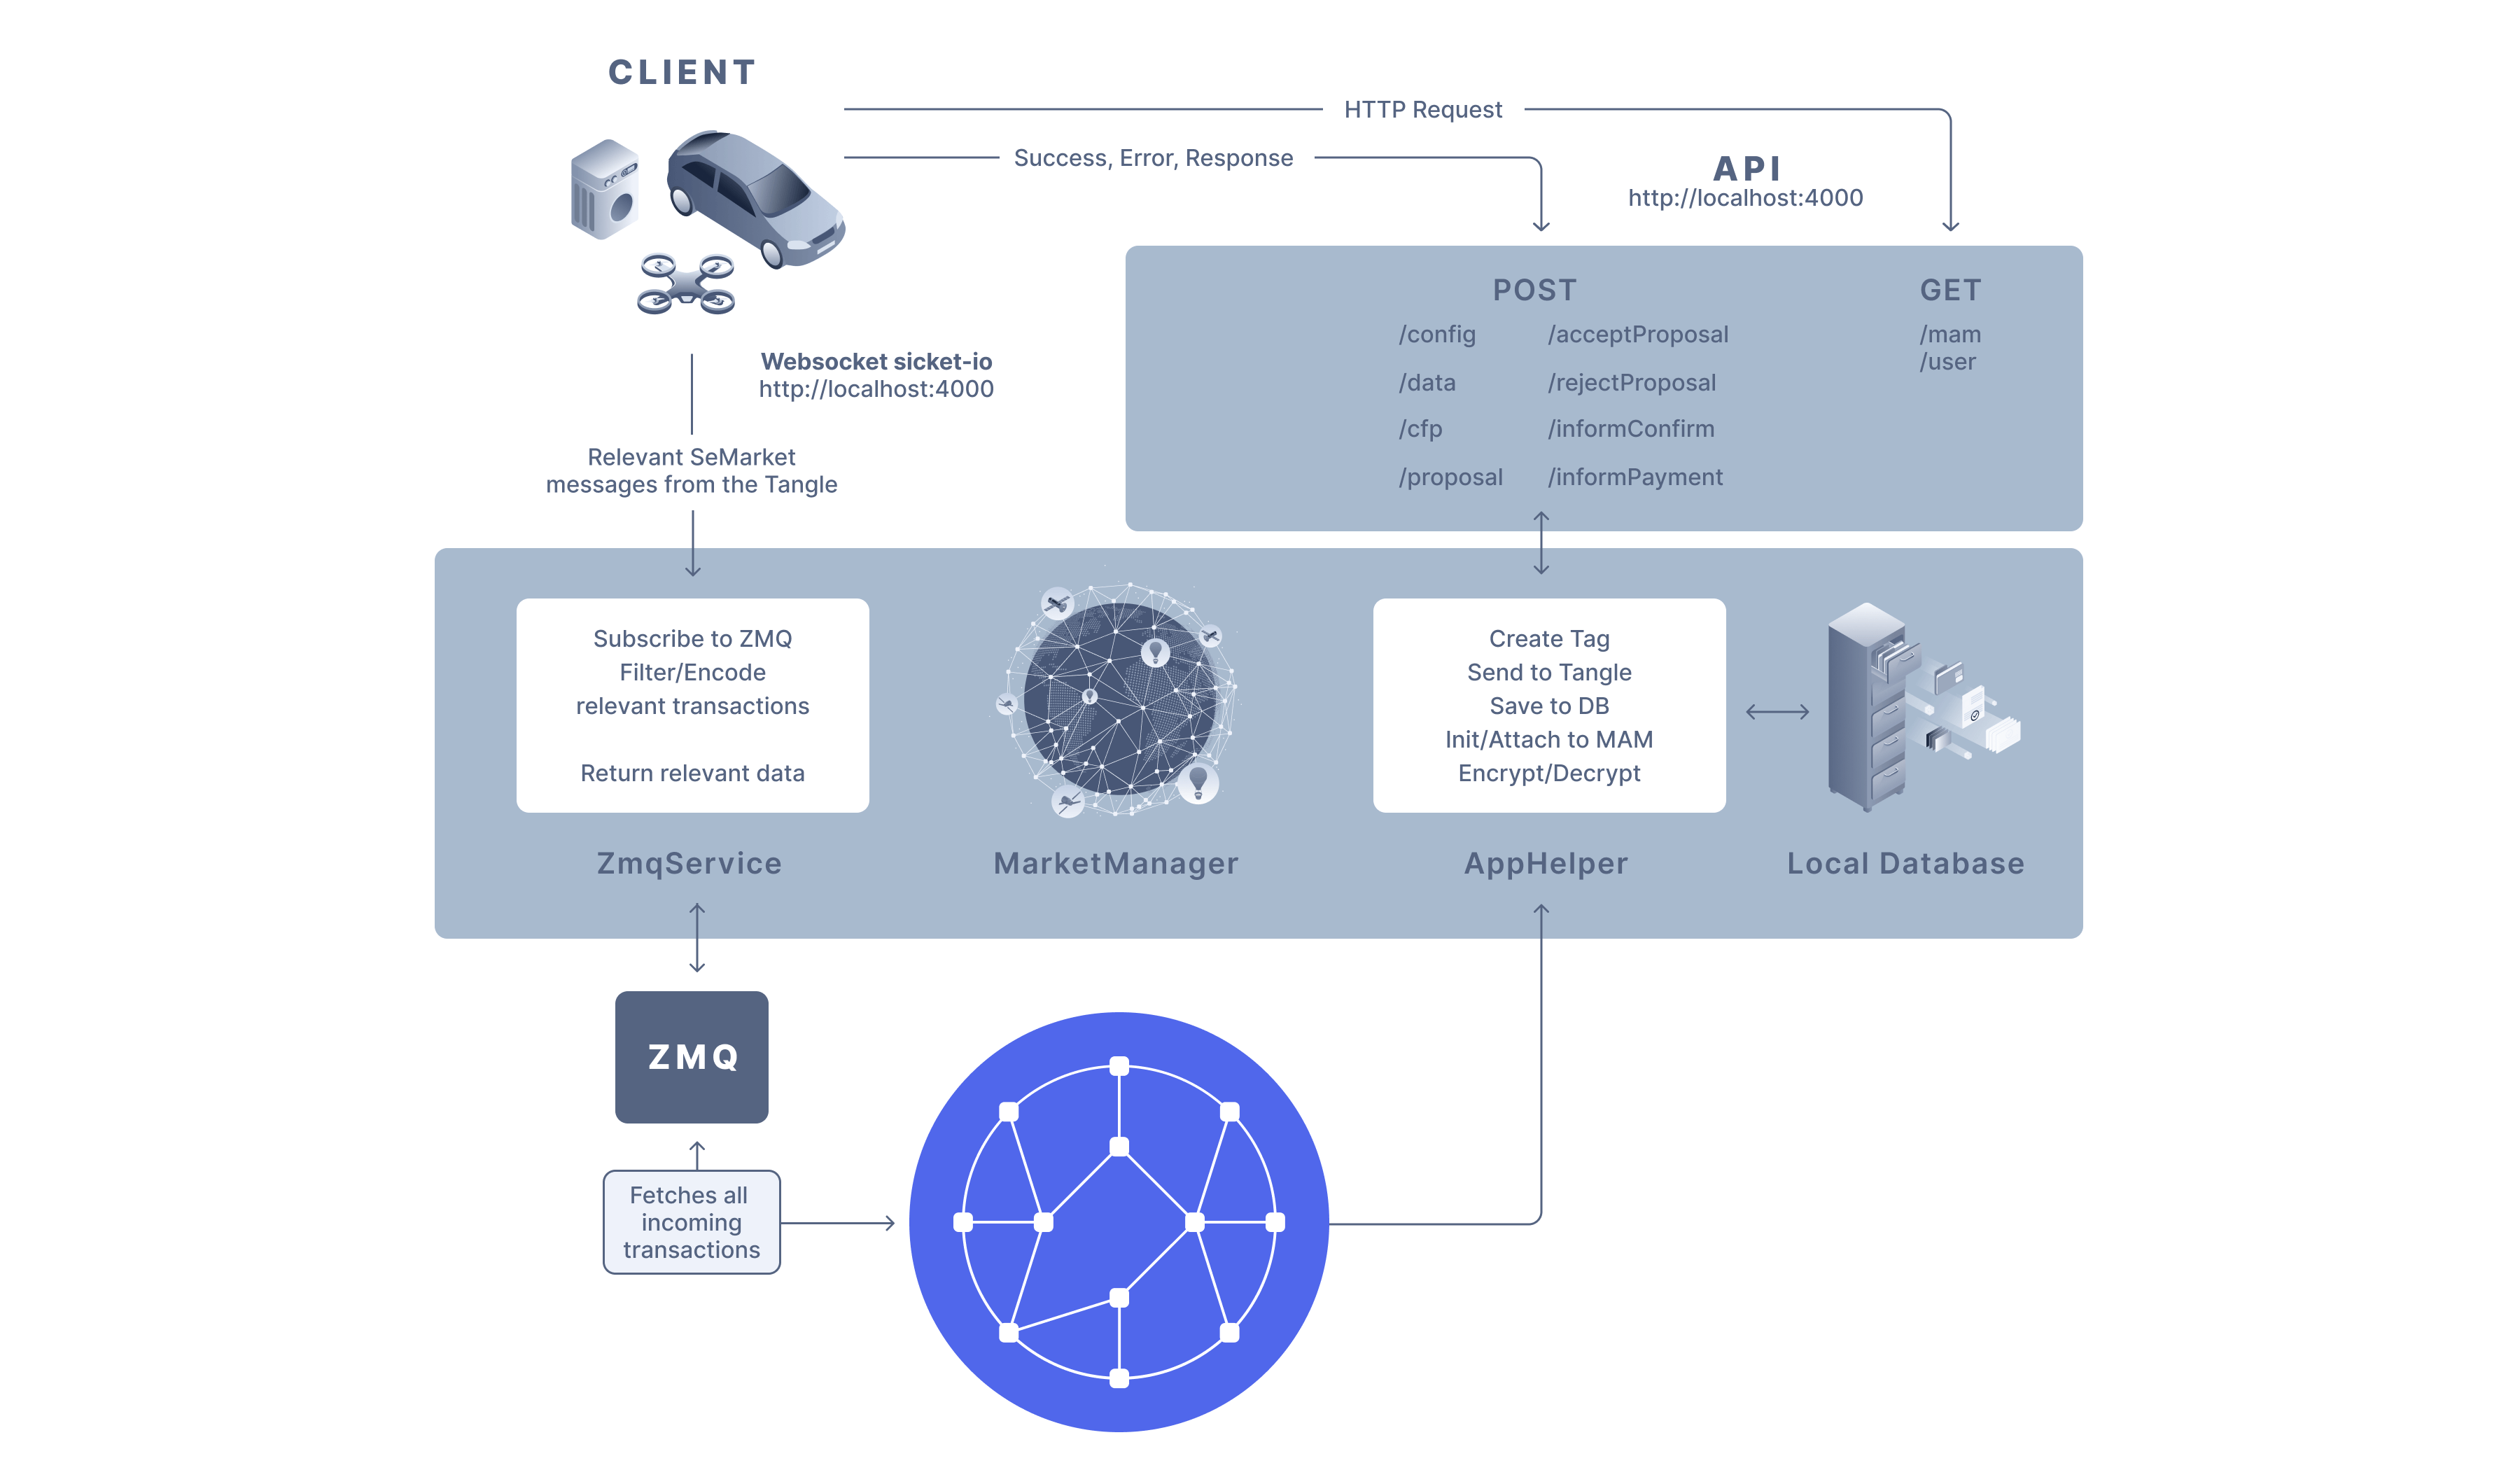 CLIENT
HTTP Request
Success, Error, Response
API
http://localhost:4000
POST
GET
/config
/acceptProposal
/mam
/user
/data
/rejectProposal
/cfp
/informConfirm
/proposal
/informPayment
Websocket sicket-io
http://localhost:4000
Relevant SeMarket
messages from the Tangle
Subscribe to ZMQ
Filter/Encode
relevant transactions
Return relevant data
Create Tag
Send to Tangle
Save to DB
Init/Attach to MAM
Encrypt/Decrypt
ZmqService
MarketManager
AppHelper
Local Database
ZMQ
Fetches all
incoming
transactions